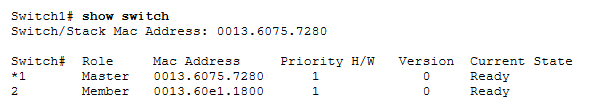 Switch1# show switch
Switch/Stack Mac Address: 0013.6075.7280
Switch# Role Mac Address Priority H/W Version Current State
*1 Master 0013.6075.7280 1 0 Ready
2 Member 0013.60e1.1800 1 0 Ready